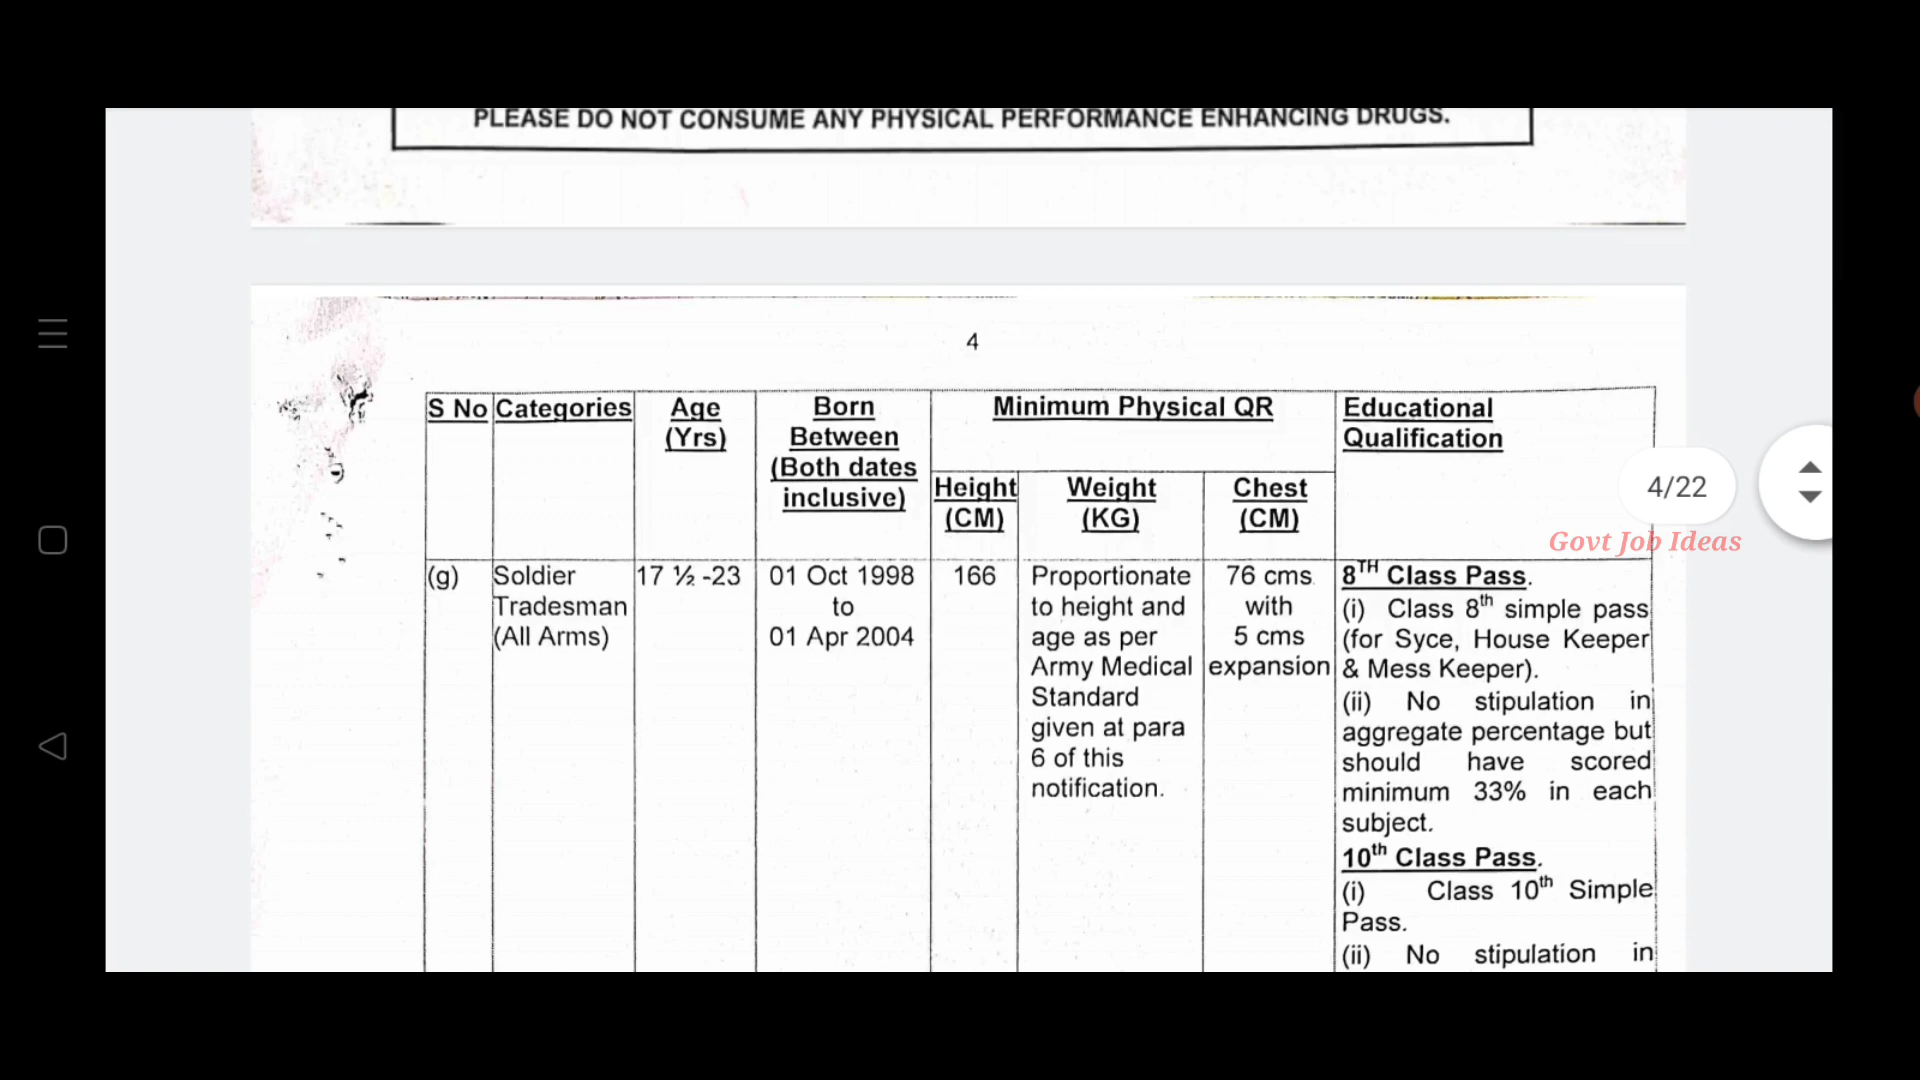 PLEASE DO NOT CONSUME ANY PHYSICAL PERFORMANCE ENHANCING DRUGS.
4
S No
Categories
Age
(Yrs)
Born
Between
(Both dates
inclusive)
Minimum Physical QR
Height
(CM)
Weight
(KG)
Chest
(CM)
Educational
Qualification
4/22
Govt Job Ideas
(g)
Soldier
Tradesman
(All Arms)
17 ½ -23
01 Oct 1998
to
01 Apr 2004
166
Proportionate
to height and
age as per
Army Medical
Standard
given at para
6 of this
notification.
76 cms
with
5 cms
expansion
8TH Class Pass.
(i) Class 8th simple pass
(for Syce, House Keeper
& Mess Keeper).
(ii) No stipulation in
aggregate percentage but
should have scored
minimum 33% in each
subject.
10th Class Pass.
(i) Class 10th Simple
Pass.
(ii) No stipulation in